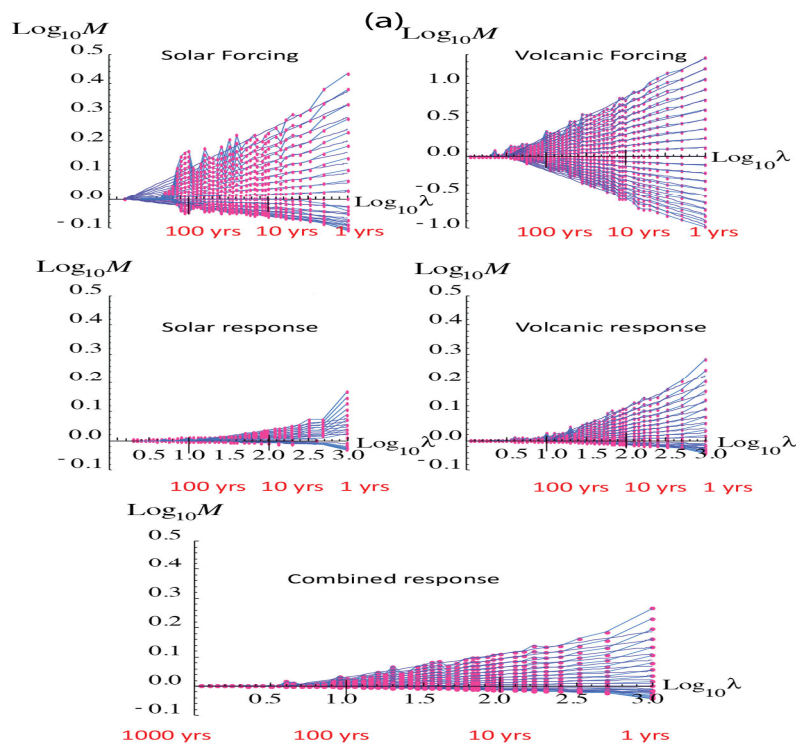 (a)
Log10M
Solar Forcing
0.5
0.4
0.3
0.2
0.1
0.0
-0.1
Log10λ
100 yrs 10 yrs 1 yrs
Log10M
Volcanic Forcing
1.0
0.5
0.0
-0.5
-1.0
Log10λ
100 yrs 10 yrs 1 yrs
Log10M
Solar response
0.5
0.4
0.3
0.2
0.1
0.0
-0.1
Log10λ
0.5 1.0 1.5 2.0 2.5 3.0
100 yrs 10 yrs 1 yrs
Log10M
Volcanic response
0.5
0.4
0.3
0.2
0.1
0.0
-0.1
Log10λ
0.5 1.0 1.5 2.0 2.5 3.0
100 yrs 10 yrs 1 yrs
Log10M
Combined response
0.5
0.4
0.3
0.2
0.1
0.0
-0.1
Log10λ
0.5 1.0 1.5 2.0 2.5 3.0
1000 yrs 100 yrs 10 yrs 1 yrs